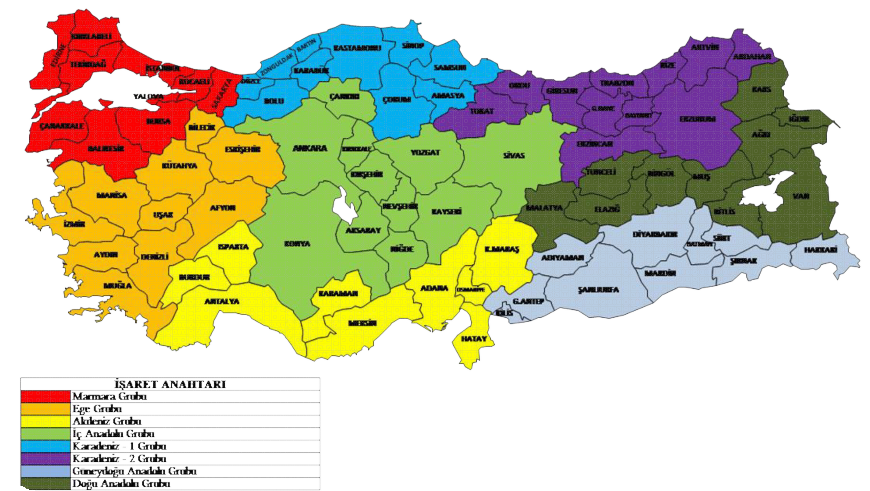 KIRKLARELİ
EDİRNE
TEKİRDAĞ
İSTANBUL
KOCAELİ
YALOVA
SAKARYA
DÜZCE
ZONGULDAK
BARTIN
KARABÜK
KASTAMONU
SİNOP
SAMSUN
BOLU
ÇANKIRI
ÇORUM
AMASYA
TOKAT
ORDU
GİRESUN
TRABZON
RİZE
ARTVİN
ARDAHAN
G.HANE
BAYBURT
ERZURUM
ERZİNCAN
KARS
IĞDIR
AĞRI
ÇANAKKALE
BALIKESİR
BURSA
BİLECİK
ESKİŞEHİR
KÜTAHYA
ANKARA
KIRIKKALE
YOZGAT
SİVAS
KIRŞEHİR
MANİSA
UŞAK
AFYON
İZMİR
AYDIN
DENİZLİ
MUĞLA
ISPARTA
BURDUR
ANTALYA
KONYA
AKSARAY
NEVŞEHİR
KAYSERİ
NİĞDE
KARAMAN
MERSİN
ADANA
OSMANİYE
HATAY
K.MARAŞ
MALATYA
ELAZIĞ
TUNCELİ
BİNGÖL
MUŞ
BİTLİS
VAN
DİYARBAKIR
BATMAN
SİİRT
ŞIRNAK
HAKKARİ
MARDİN
ADIYAMAN
ŞANLIURFA
G.ANTEP
KİLİS
İŞARET ANAHTARI
Marmara Grubu
Ege Grubu
Akdeniz Grubu
İç Anadolu Grubu
Karadeniz - 1 Grubu
Karadeniz - 2 Grubu
Güneydoğu Anadolu Grubu
Doğu Anadolu Grubu